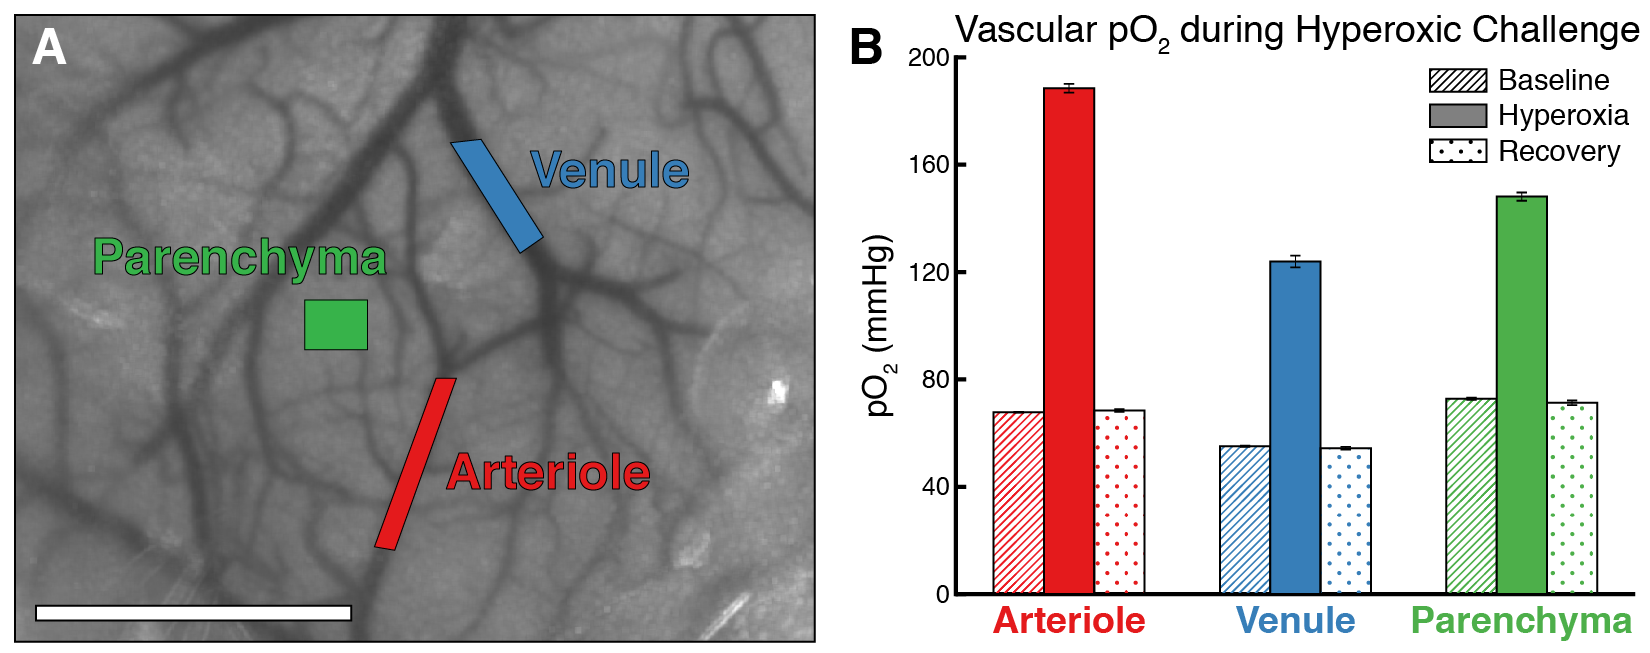 A
Venule
Parenchyma
Arteriole
B
Vascular pO2 during Hyperoxic Challenge
200
160
120
80
40
0
pO2 (mmHg)
Baseline
Hyperoxia
Recovery
Arteriole Venule Parenchyma